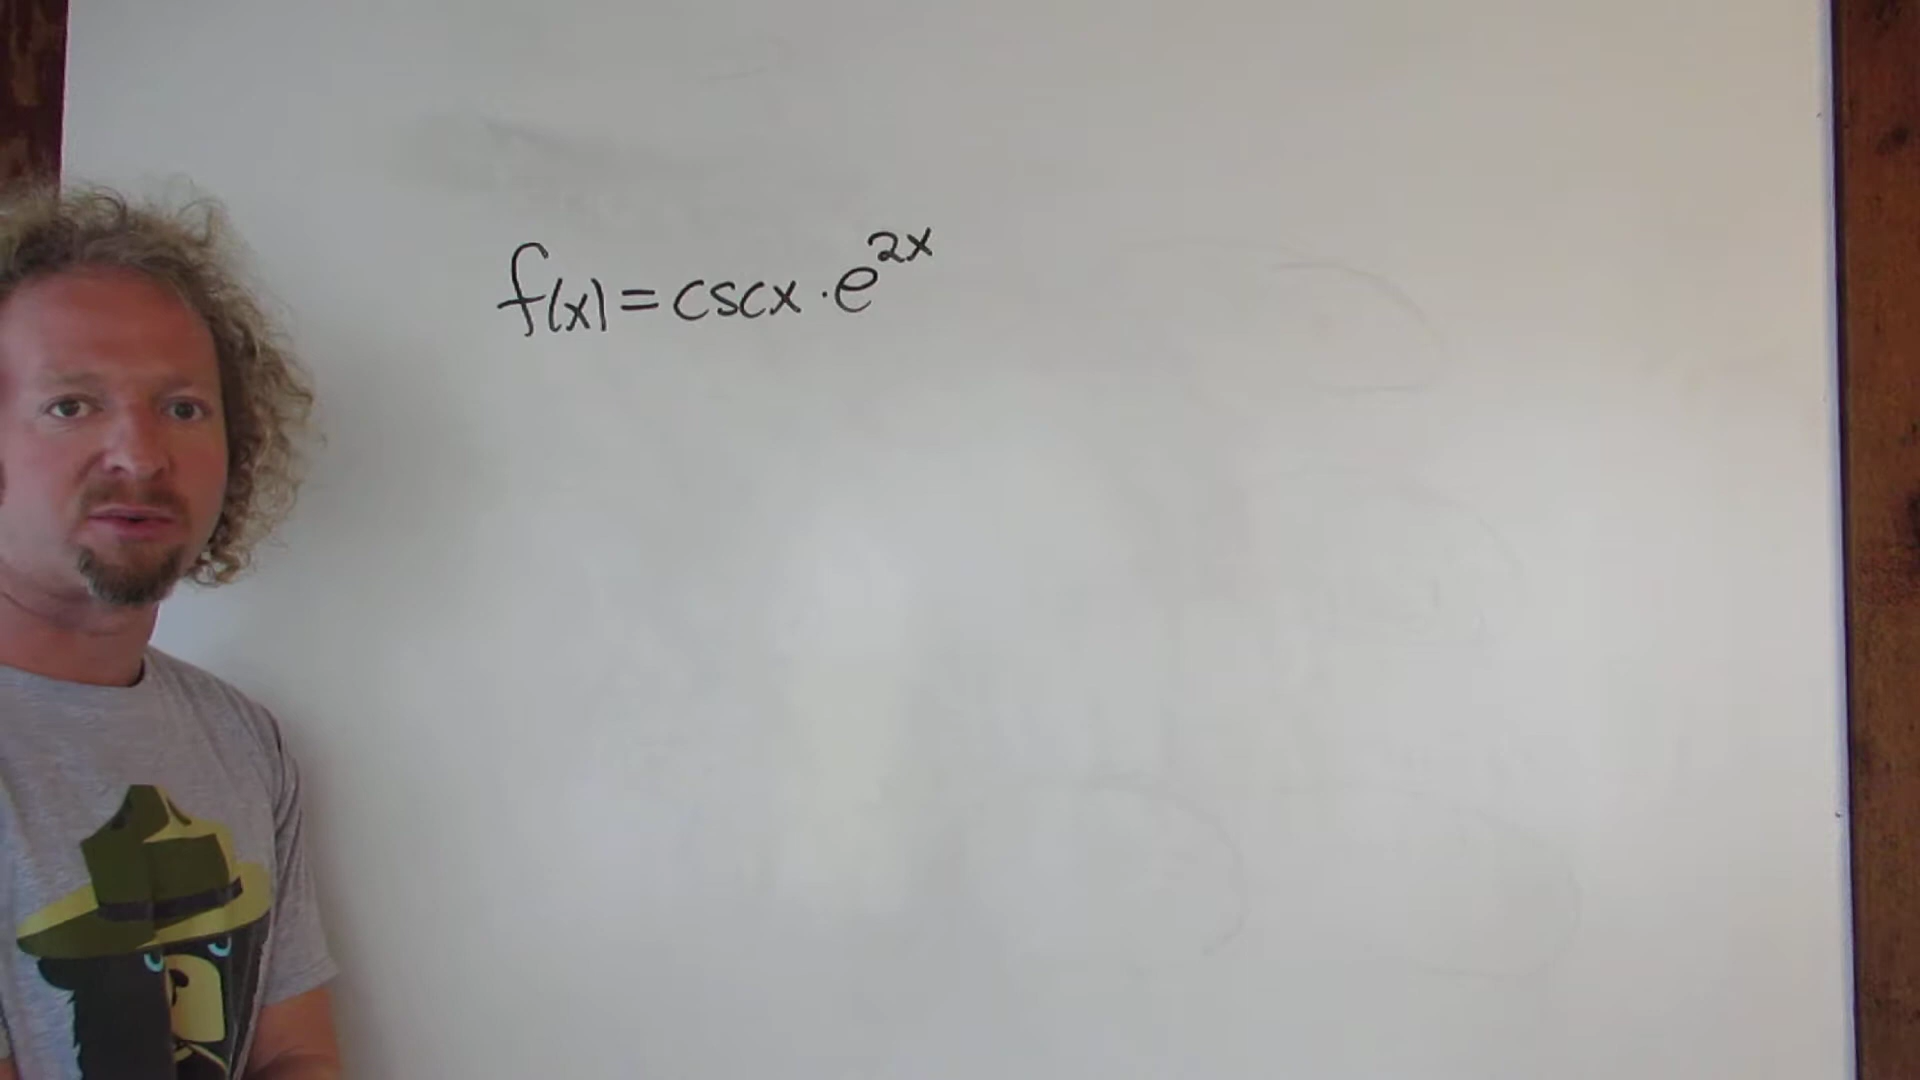 f(x) = cscx · e^{2x}